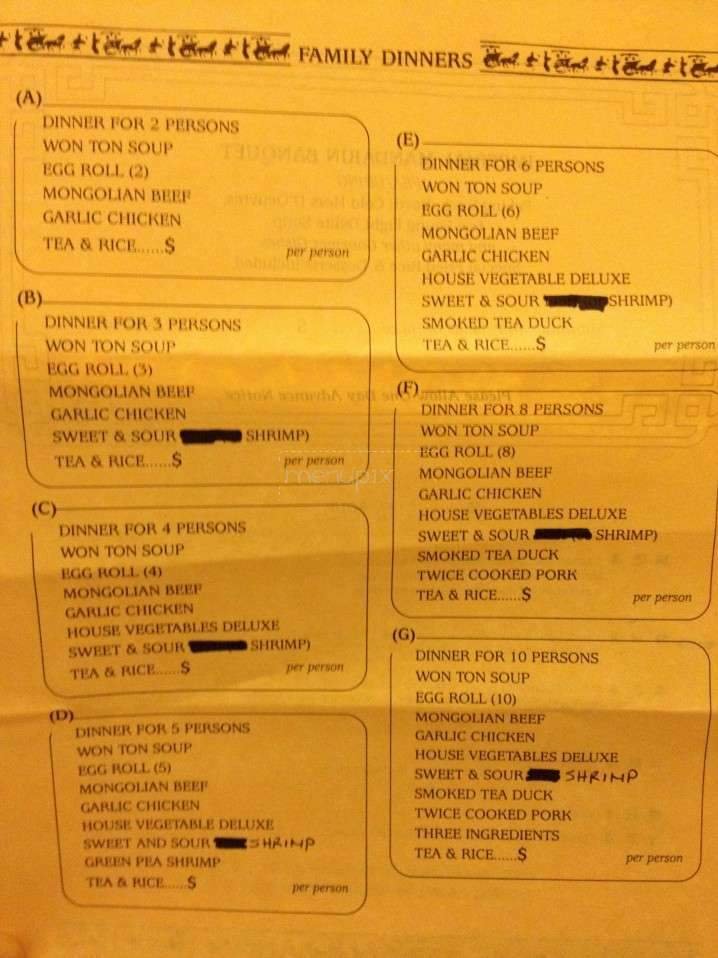 FAMILY DINNERS
(A)
DINNER FOR 2 PERSONS
WON TON SOUP
EGG ROLL (2)
MONGOLIAN BEEF
GARLIC CHICKEN
TEA & RICE......$ per person
(B)
DINNER FOR 3 PERSONS
WON TON SOUP
EGG ROLL (3)
MONGOLIAN BEEF
GARLIC CHICKEN
SWEET & SOUR SHRIMP)
TEA & RICE......$ per person
(C)
DINNER FOR 4 PERSONS
WON TON SOUP
EGG ROLL (4)
MONGOLIAN BEEF
GARLIC CHICKEN
HOUSE VEGETABLES DELUXE
SWEET & SOUR SHRIMP)
TEA & RICE......$ per person
(D)
DINNER FOR 5 PERSONS
WON TON SOUP
EGG ROLL (5)
MONGOLIAN BEEF
GARLIC CHICKEN
HOUSE VEGETABLE DELUXE
SWEET AND SOUR SHRIMP
GREEN PEA SHRIMP
TEA & RICE......$ per person
(E)
DINNER FOR 6 PERSONS
WON TON SOUP
EGG ROLL (6)
MONGOLIAN BEEF
GARLIC CHICKEN
HOUSE VEGETABLE DELUXE
SWEET & SOUR SHRIMP)
SMOKED TEA DUCK
TEA & RICE......$ per person
(F)
DINNER FOR 8 PERSONS
WON TON SOUP
EGG ROLL (8)
MONGOLIAN BEEF
GARLIC CHICKEN
HOUSE VEGETABLES DELUXE
SWEET & SOUR SHRIMP)
SMOKED TEA DUCK
TWICE COOKED PORK
TEA & RICE......$ per person
(G)
DINNER FOR 10 PERSONS
WON TON SOUP
EGG ROLL (10)
MONGOLIAN BEEF
GARLIC CHICKEN
HOUSE VEGETABLES DELUXE
SWEET & SOUR SHRIMP
SMOKED TEA DUCK
TWICE COOKED PORK
THREE INGREDIENTS
TEA & RICE......$ per person
menupix